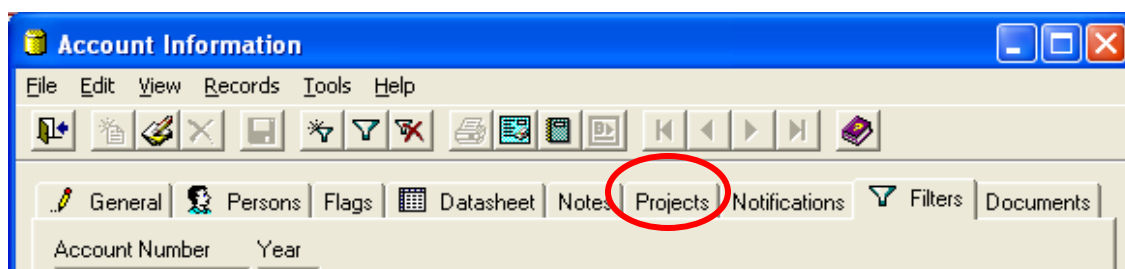 Account Information
File Edit View Records Tools Help
General Persons Flags Datasheet Notes Projects Notifications Filters Documents
Account Number Year